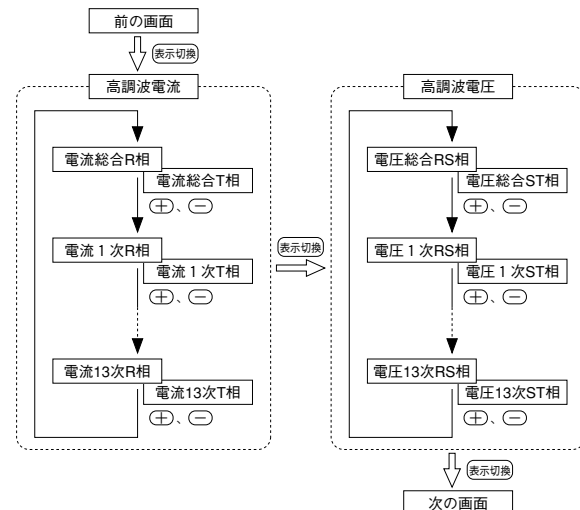 前の画面
表示切換
高調波電流
電流総合R相
電流総合T相
＋、－
電流1次R相
電流1次T相
＋、－
電流13次R相
電流13次T相
＋、－
表示切換
高調波電圧
電圧総合RS相
電圧総合ST相
＋、－
電圧1次RS相
電圧1次ST相
＋、－
電圧13次RS相
電圧13次ST相
＋、－
表示切換
次の画面